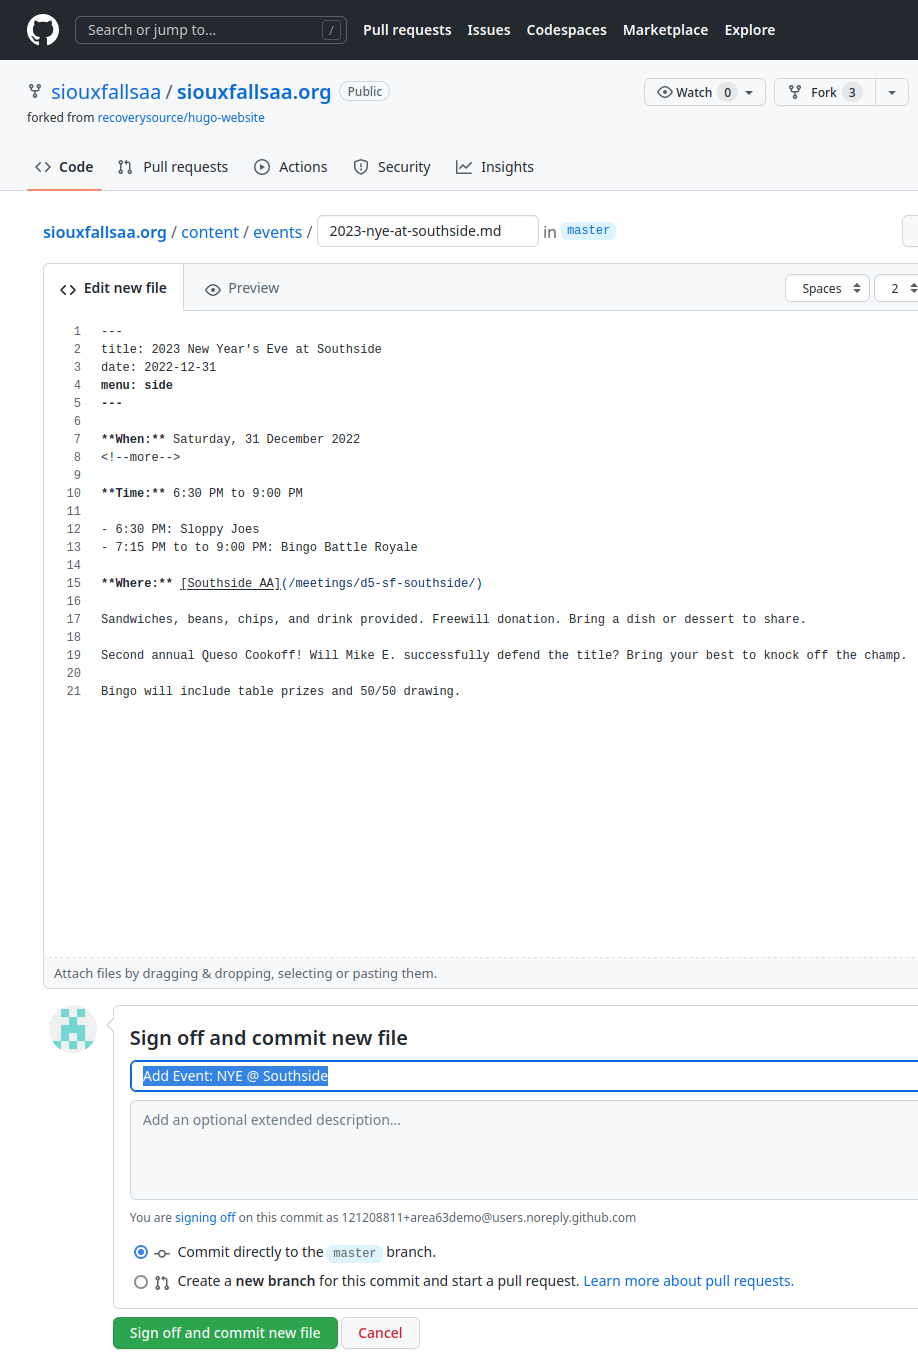 Search or jump to... /
Pull requests Issues Codespaces Marketplace Explore
siouxfallsaa / siouxfallsaa.org Public
Watch 0 Fork 3
forked from recoverysource/hugo-website
Code Pull requests Actions Security Insights
siouxfallsaa.org / content / events / 2023-nye-at-southside.md in master
Edit new file Preview Spaces 2
1 ---
2 title: 2023 New Year's Eve at Southside
3 date: 2022-12-31
4 menu: side
5 ---
6
7 **When:** Saturday, 31 December 2022
8 <!--more-->
9
10 **Time:** 6:30 PM to 9:00 PM
11
12 - 6:30 PM: Sloppy Joes
13 - 7:15 PM to to 9:00 PM: Bingo Battle Royale
14
15 **Where:** [Southside AA](/meetings/d5-sf-southside/)
16
17 Sandwiches, beans, chips, and drink provided. Freewill donation. Bring a dish or dessert to share.
18
19 Second annual Queso Cookoff! Will Mike E. successfully defend the title? Bring your best to knock off the champ.
20
21 Bingo will include table prizes and 50/50 drawing.
Attach files by dragging & dropping, selecting or pasting them.
Sign off and commit new file
Add Event: NYE @ Southside
Add an optional extended description...
You are signing off on this commit as 121208811+area63demo@users.noreply.github.com
Commit directly to the master branch.
Create a new branch for this commit and start a pull request. Learn more about pull requests.
Sign off and commit new file Cancel